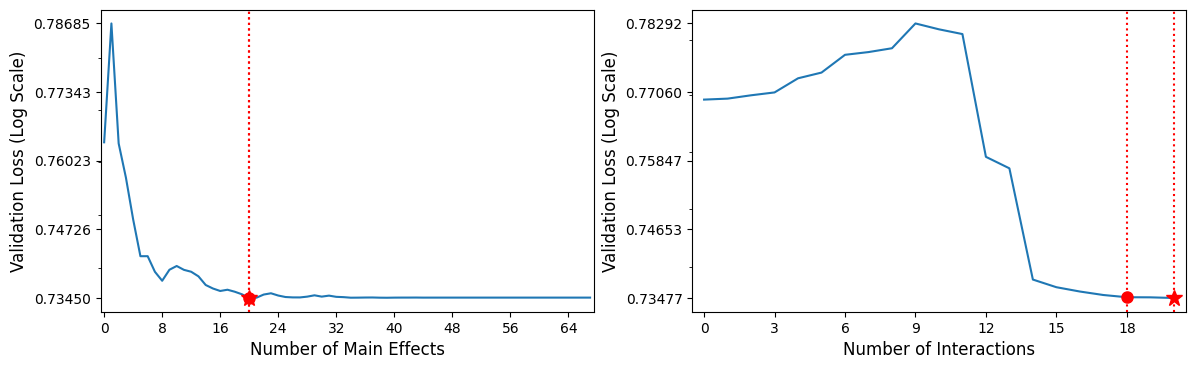 Validation Loss (Log Scale)
0.78685
0.77343
0.76023
0.74726
0.73450
0 8 16 24 32 40 48 56 64
Number of Main Effects
Validation Loss (Log Scale)
0.78292
0.77060
0.75847
0.74653
0.73477
0 3 6 9 12 15 18
Number of Interactions